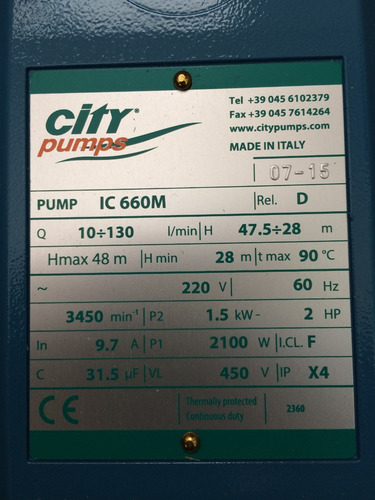 city® pumps
Tel +39 045 6102379
Fax +39 045 7614264
www.citypumps.com
MADE IN ITALY
07-15
PUMP IC 660M Rel. D
Q 10÷130 l/min H 47.5÷28 m
Hmax 48 m H min 28 m t max 90 °C
~ 220 V 60 Hz
3450 min⁻¹ P2 1.5 kW - 2 HP
In 9.7 A P1 2100 W I.CL. F
C 31.5 µF VL 450 V IP X4
CE
Thermally protected
Continuous duty
2360